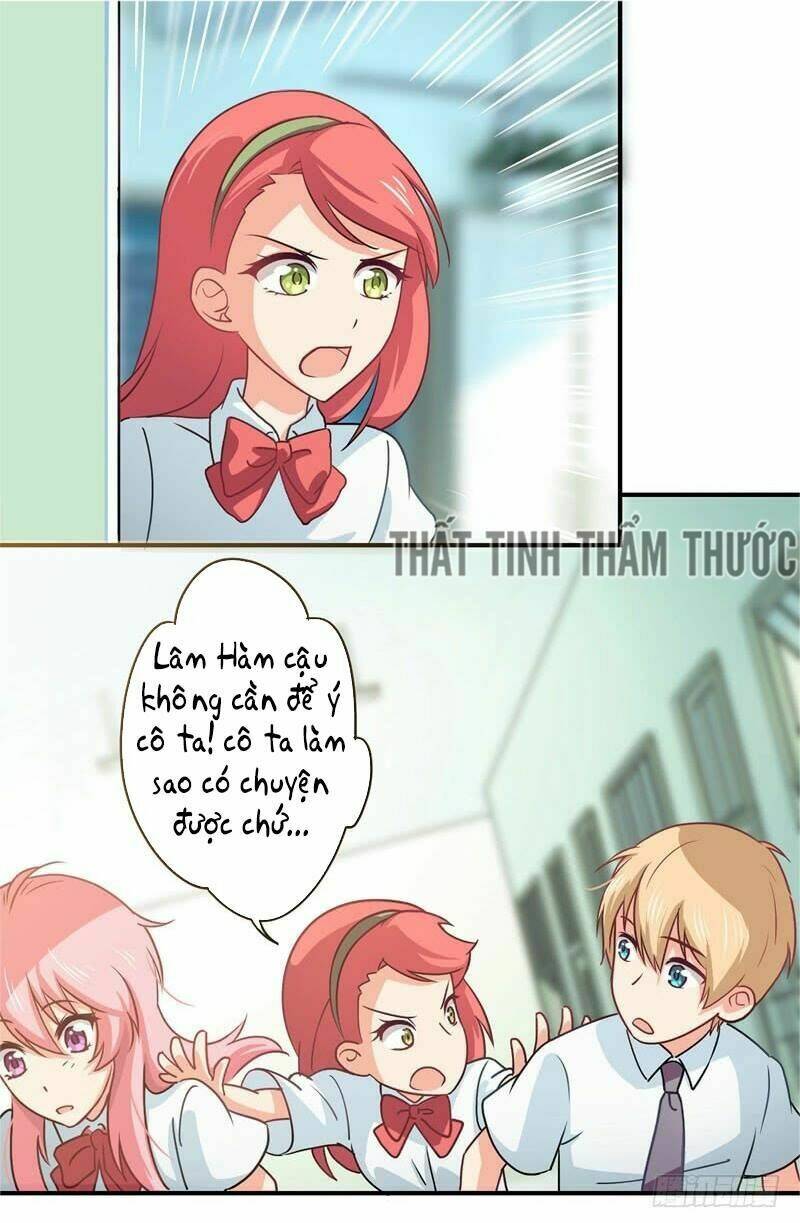 THẤT TINH THẨM THƯỚC
Lâm Hàm cậu
không cần để ý
cô ta! cô ta làm
sao có chuyện
được chứ...